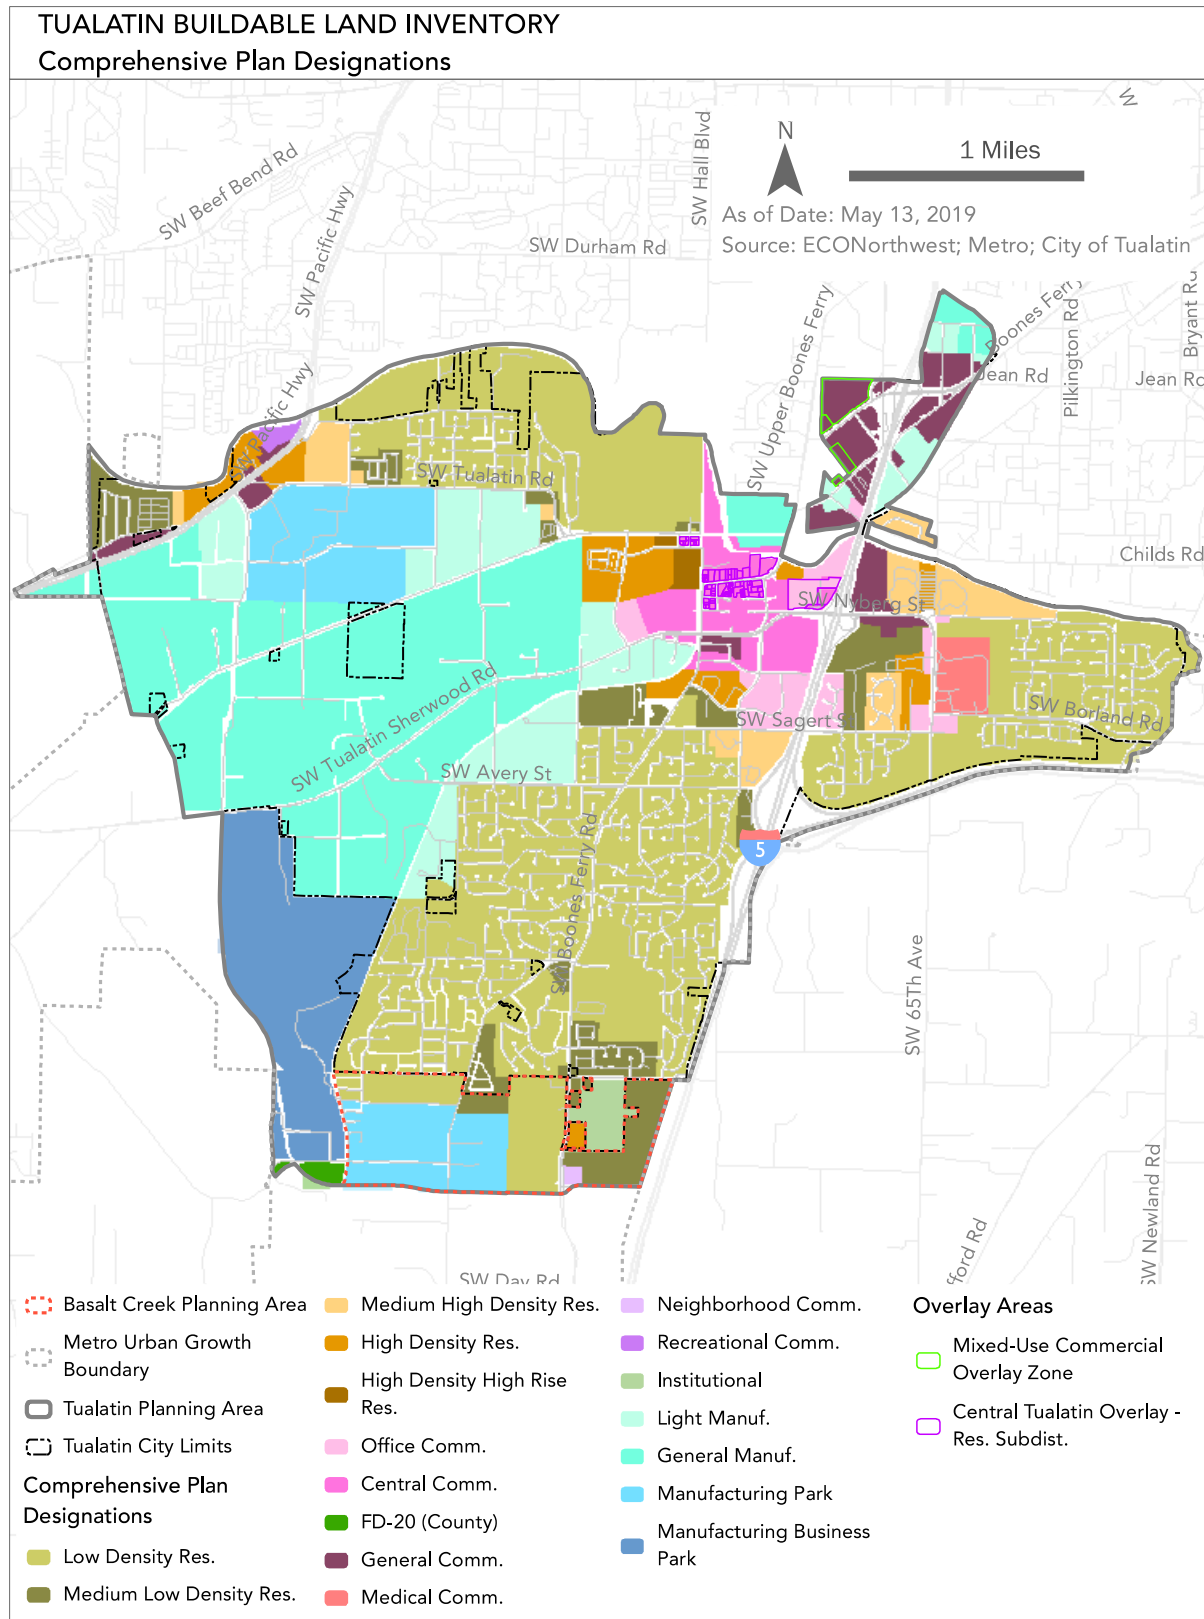 TUALATIN BUILDABLE LAND INVENTORY
Comprehensive Plan Designations
W
N
1 Miles
As of Date: May 13, 2019
Source: ECONorthwest; Metro; City of Tualatin
SW Hall Blvd
SW Beef Bend Rd
SW Pacific Hwy
SW Durham Rd
SW Upper Boones Ferry
Boones Ferry
Pilkington Rd
Bryant Rd
Jean Rd
Jean Rd
SW Pacific Hwy
SW Tualatin Rd
Childs Rd
SW Nyberg St
SW Tualatin Sherwood Rd
SW Sagert S
SW Borland Rd
SW Avery St
5
SW Boones Ferry Rd
SW 65Th Ave
SW Newland Rd
fford Rd
SW Day Rd
Basalt Creek Planning Area
Metro Urban Growth
Boundary
Tualatin Planning Area
Tualatin City Limits
Comprehensive Plan
Designations
Low Density Res.
Medium Low Density Res.
Medium High Density Res.
High Density Res.
High Density High Rise
Res.
Office Comm.
Central Comm.
FD-20 (County)
General Comm.
Medical Comm.
Neighborhood Comm.
Recreational Comm.
Institutional
Light Manuf.
General Manuf.
Manufacturing Park
Manufacturing Business
Park
Overlay Areas
Mixed-Use Commercial
Overlay Zone
Central Tualatin Overlay -
Res. Subdist.